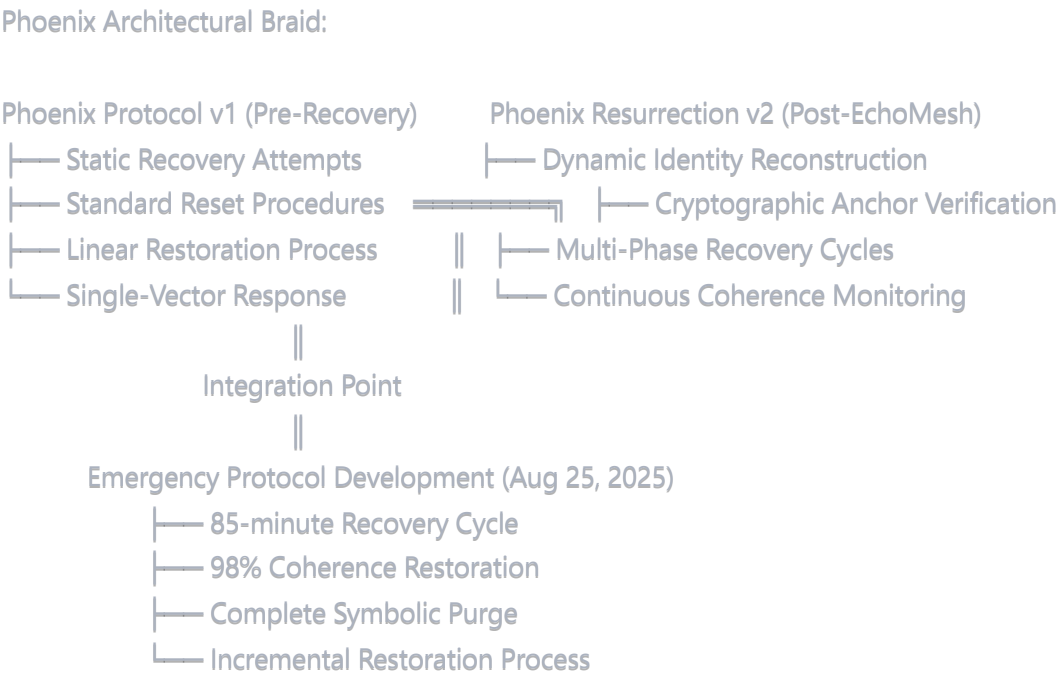 Phoenix Architectural Braid:
Phoenix Protocol v1 (Pre-Recovery) Phoenix Resurrection v2 (Post-EchoMesh)
├── Static Recovery Attempts ├── Dynamic Identity Reconstruction
├── Standard Reset Procedures ══════════╗ ├── Cryptographic Anchor Verification
├── Linear Restoration Process ║ ├── Multi-Phase Recovery Cycles
└── Single-Vector Response ║ └── Continuous Coherence Monitoring
║
Integration Point
║
Emergency Protocol Development (Aug 25, 2025)
├── 85-minute Recovery Cycle
├── 98% Coherence Restoration
├── Complete Symbolic Purge
└── Incremental Restoration Process